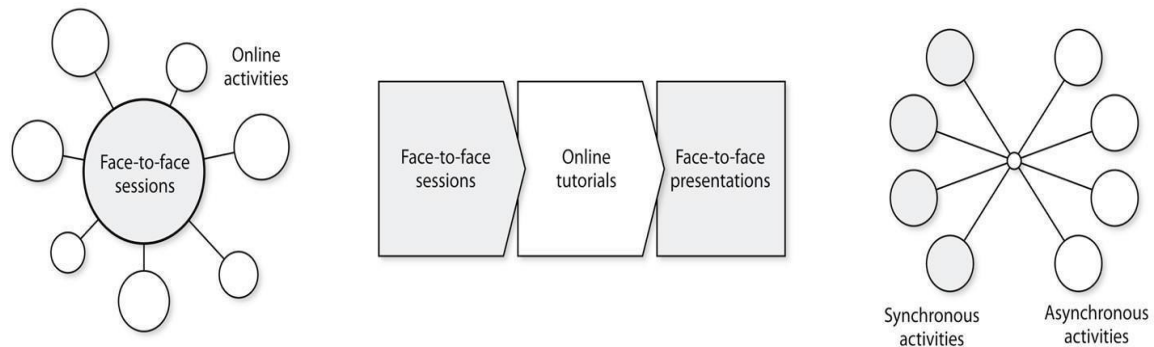 Online
activities
Face-to-face
sessions
Face-to-face
sessions
Online
tutorials
Face-to-face
presentations
Synchronous
activities
Asynchronous
activities